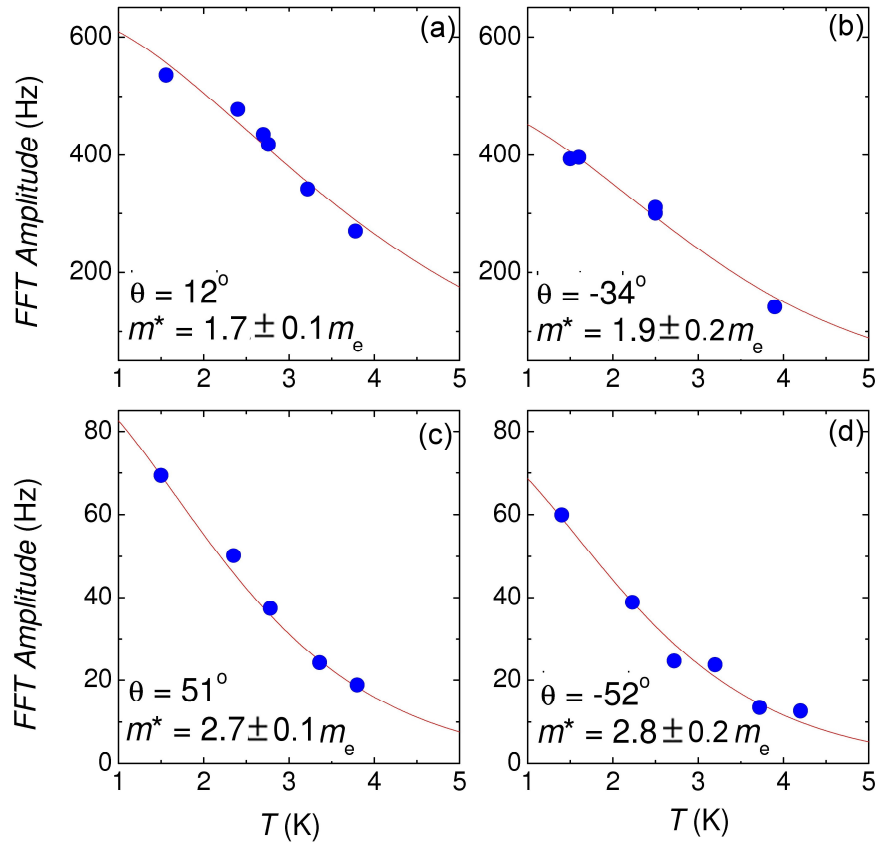 (a)
600
400
200
FFT Amplitude (Hz)
θ = 12°
m* = 1.7 ± 0.1 mₑ
1 2 3 4 5
(b)
600
400
200
θ = -34°
m* = 1.9 ± 0.2 mₑ
1 2 3 4 5
(c)
80
60
40
20
0
FFT Amplitude (Hz)
θ = 51°
m* = 2.7 ± 0.1 mₑ
1 2 3 4 5
T (K)
(d)
80
60
40
20
0
θ = -52°
m* = 2.8 ± 0.2 mₑ
1 2 3 4 5
T (K)